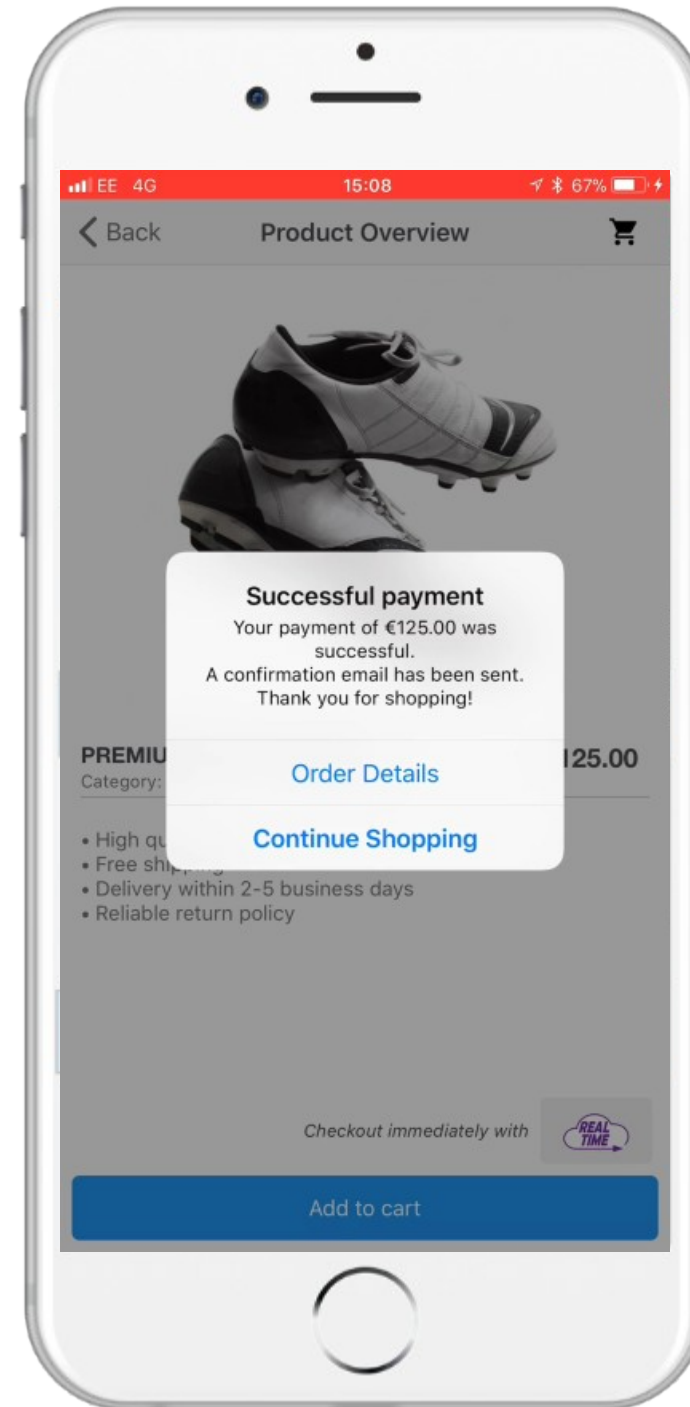 EE 4G 15:08 67%
Back Product Overview
Successful payment
Your payment of €125.00 was
successful.
A confirmation email has been sent.
Thank you for shopping!
PREMIU 125.00
Category:
Order Details
Continue Shopping
• High qu
• Free shipping
• Delivery within 2-5 business days
• Reliable return policy
Checkout immediately with
REAL
TIME
Add to cart